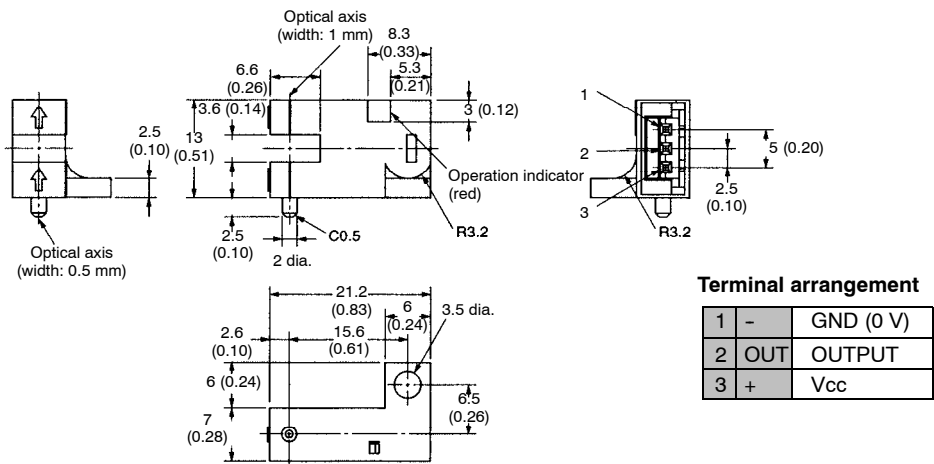 Optical axis
(width: 1 mm)
8.3
(0.33)
5.3
(0.21)
6.6
(0.26)
3.6 (0.14)
3 (0.12)
13
(0.51)
2.5
(0.10)
Operation indicator
(red)
2.5
(0.10)
C0.5
R3.2
2 dia.
Optical axis
(width: 0.5 mm)
1
2
3
5 (0.20)
2.5
(0.10)
R3.2
21.2
(0.83)
6
(0.24)
3.5 dia.
2.6
(0.10)
15.6
(0.61)
6 (0.24)
6.5
(0.26)
7
(0.28)
Terminal arrangement
1 - GND (0 V)
2 OUT OUTPUT
3 + Vcc